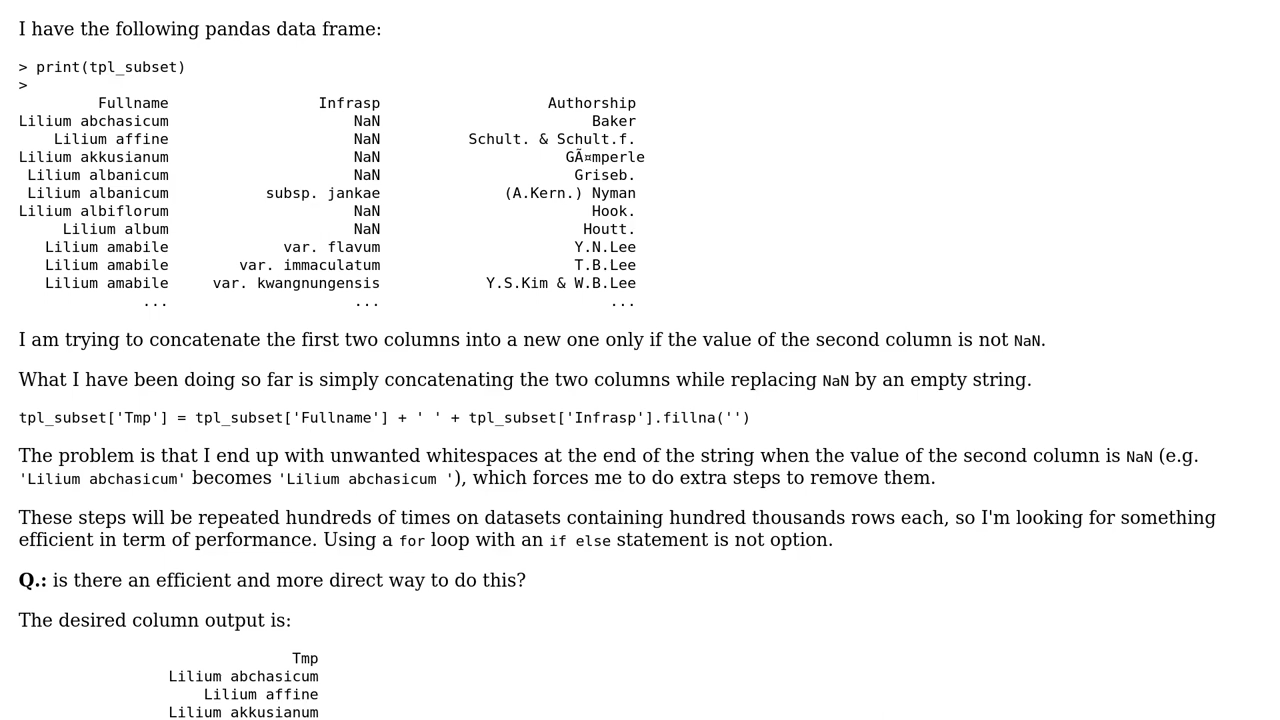 I have the following pandas data frame:
> print(tpl_subset)
>
Fullname Infrasp Authorship
Lilium abchasicum NaN Baker
Lilium affine NaN Schult. & Schult.f.
Lilium akkusianum NaN GÃ¤mperle
Lilium albanicum NaN Griseb.
Lilium albanicum subsp. jankae (A.Kern.) Nyman
Lilium albiflorum NaN Hook.
Lilium album NaN Houtt.
Lilium amabile var. flavum Y.N.Lee
Lilium amabile var. immaculatum T.B.Lee
Lilium amabile var. kwangnungensis Y.S.Kim & W.B.Lee
... ... ...
I am trying to concatenate the first two columns into a new one only if the value of the second column is not NaN.
What I have been doing so far is simply concatenating the two columns while replacing NaN by an empty string.
tpl_subset['Tmp'] = tpl_subset['Fullname'] + ' ' + tpl_subset['Infrasp'].fillna('')
The problem is that I end up with unwanted whitespaces at the end of the string when the value of the second column is NaN (e.g.
'Lilium abchasicum' becomes 'Lilium abchasicum '), which forces me to do extra steps to remove them.
These steps will be repeated hundreds of times on datasets containing hundred thousands rows each, so I'm looking for something
efficient in term of performance. Using a for loop with an if else statement is not option.
Q.: is there an efficient and more direct way to do this?
The desired column output is:
Tmp
Lilium abchasicum
Lilium affine
Lilium akkusianum